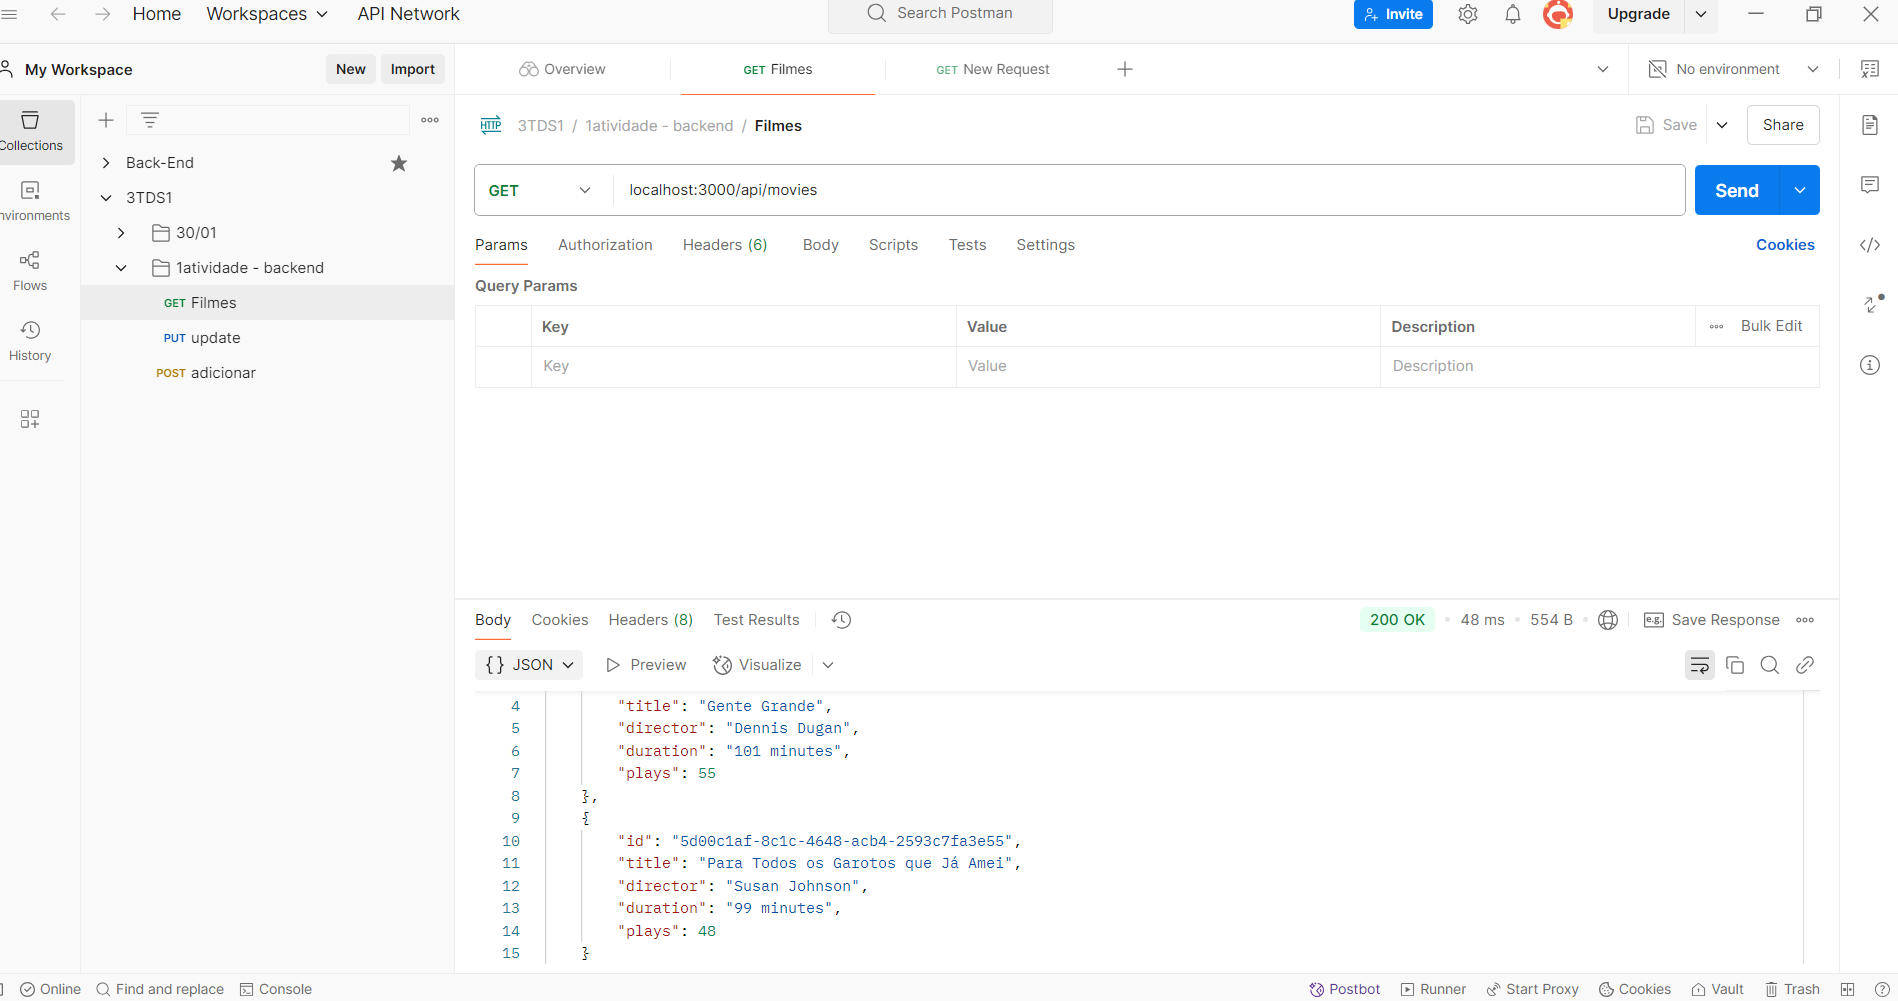 Home Workspaces API Network Search Postman Invite Upgrade
My Workspace New Import Overview GET Filmes GET New Request No environment
Collections
Back-End
3TDS1
30/01
1atividade - backend
GET Filmes
PUT update
POST adicionar
nvironments
Flows
History
HTTP 3TDS1 / 1atividade - backend / Filmes Save Share
GET localhost:3000/api/movies Send
Params Authorization Headers (6) Body Scripts Tests Settings Cookies
Query Params
Key Value Description Bulk Edit
Key Value Description
Body Cookies Headers (8) Test Results 200 OK 48 ms 554 B e.g. Save Response
{} JSON Preview Visualize
4 "title": "Gente Grande",
5 "director": "Dennis Dugan",
6 "duration": "101 minutes",
7 "plays": 55
8 },
9 {
10 "id": "5d00c1af-8c1c-4648-acb4-2593c7fa3e55",
11 "title": "Para Todos os Garotos que Já Amei",
12 "director": "Susan Johnson",
13 "duration": "99 minutes",
14 "plays": 48
15 }
Online Find and replace Console Postbot Runner Start Proxy Cookies Vault Trash